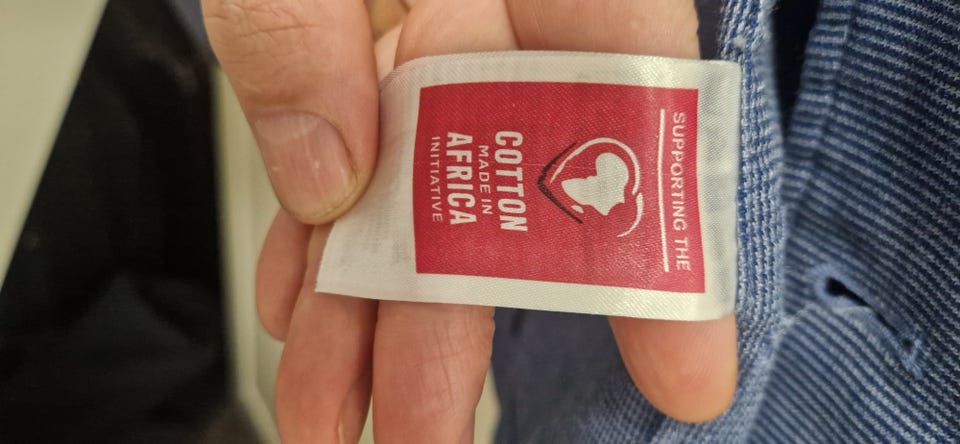 SUPPORTING THE
COTTON
MADE IN
AFRICA
INITIATIVE